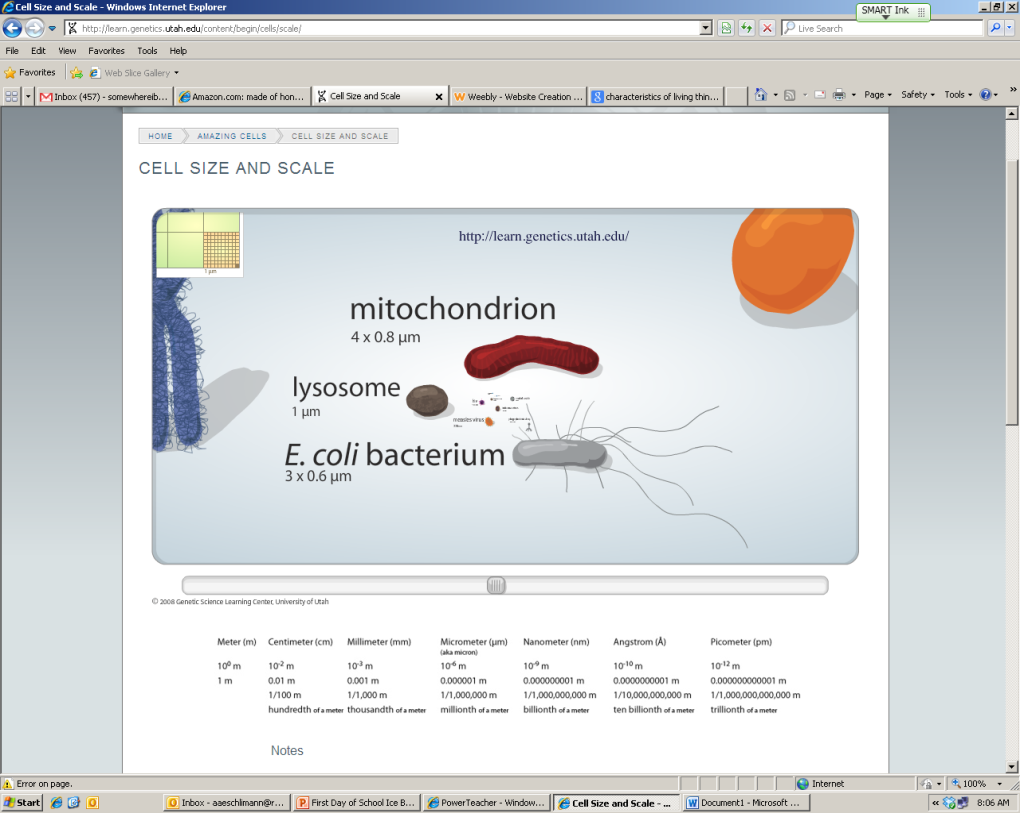 Cell Size and Scale - Windows Internet Explorer
SMART Ink
http://learn.genetics.utah.edu/content/begin/cells/scale/
Live Search
File Edit View Favorites Tools Help
Favorites Web Slice Gallery
Inbox (457) - somewhereib... Amazon.com: made of hon... Cell Size and Scale Weebly - Website Creation ... characteristics of living thin... Page Safety Tools
HOME AMAZING CELLS CELL SIZE AND SCALE
CELL SIZE AND SCALE
http://learn.genetics.utah.edu/
1 µm
mitochondrion
4 x 0.8 µm
lysosome
1 µm
measles virus
E. coli bacterium
3 x 0.6 µm
© 2008 Genetic Science Learning Center, University of Utah
Meter (m) Centimeter (cm) Millimeter (mm) Micrometer (µm) Nanometer (nm) Angstrom (Å) Picometer (pm)
(aka micron)
10⁰ m 10⁻² m 10⁻³ m 10⁻⁶ m 10⁻⁹ m 10⁻¹⁰ m 10⁻¹² m
1 m 0.01 m 0.001 m 0.000001 m 0.000000001 m 0.0000000001 m 0.000000000001 m
1/100 m 1/1,000 m 1/1,000,000 m 1/1,000,000,000 m 1/10,000,000,000 m 1/1,000,000,000,000 m
hundredth of a meter thousandth of a meter millionth of a meter billionth of a meter ten billionth of a meter trillionth of a meter
Notes
Error on page. Internet 100%
Start Inbox - aaeschlimann@r... First Day of School Ice B... PowerTeacher - Window... Cell Size and Scale - ... Document1 - Microsoft ... 8:06 AM